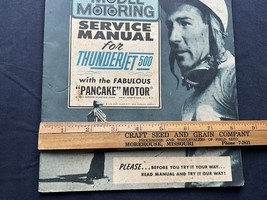 MODEL
MOTORING
SERVICE
MANUAL
for
THUNDERJET 500
with the FABULOUS
"PANCAKE" MOTOR
CRAFT SEED AND GRAIN COMPANY
MOREHOUSE, MISSOURI
PLEASE... BEFORE YOU TRY IT YOUR WAY...
READ MANUAL AND TRY IT OUR WAY!